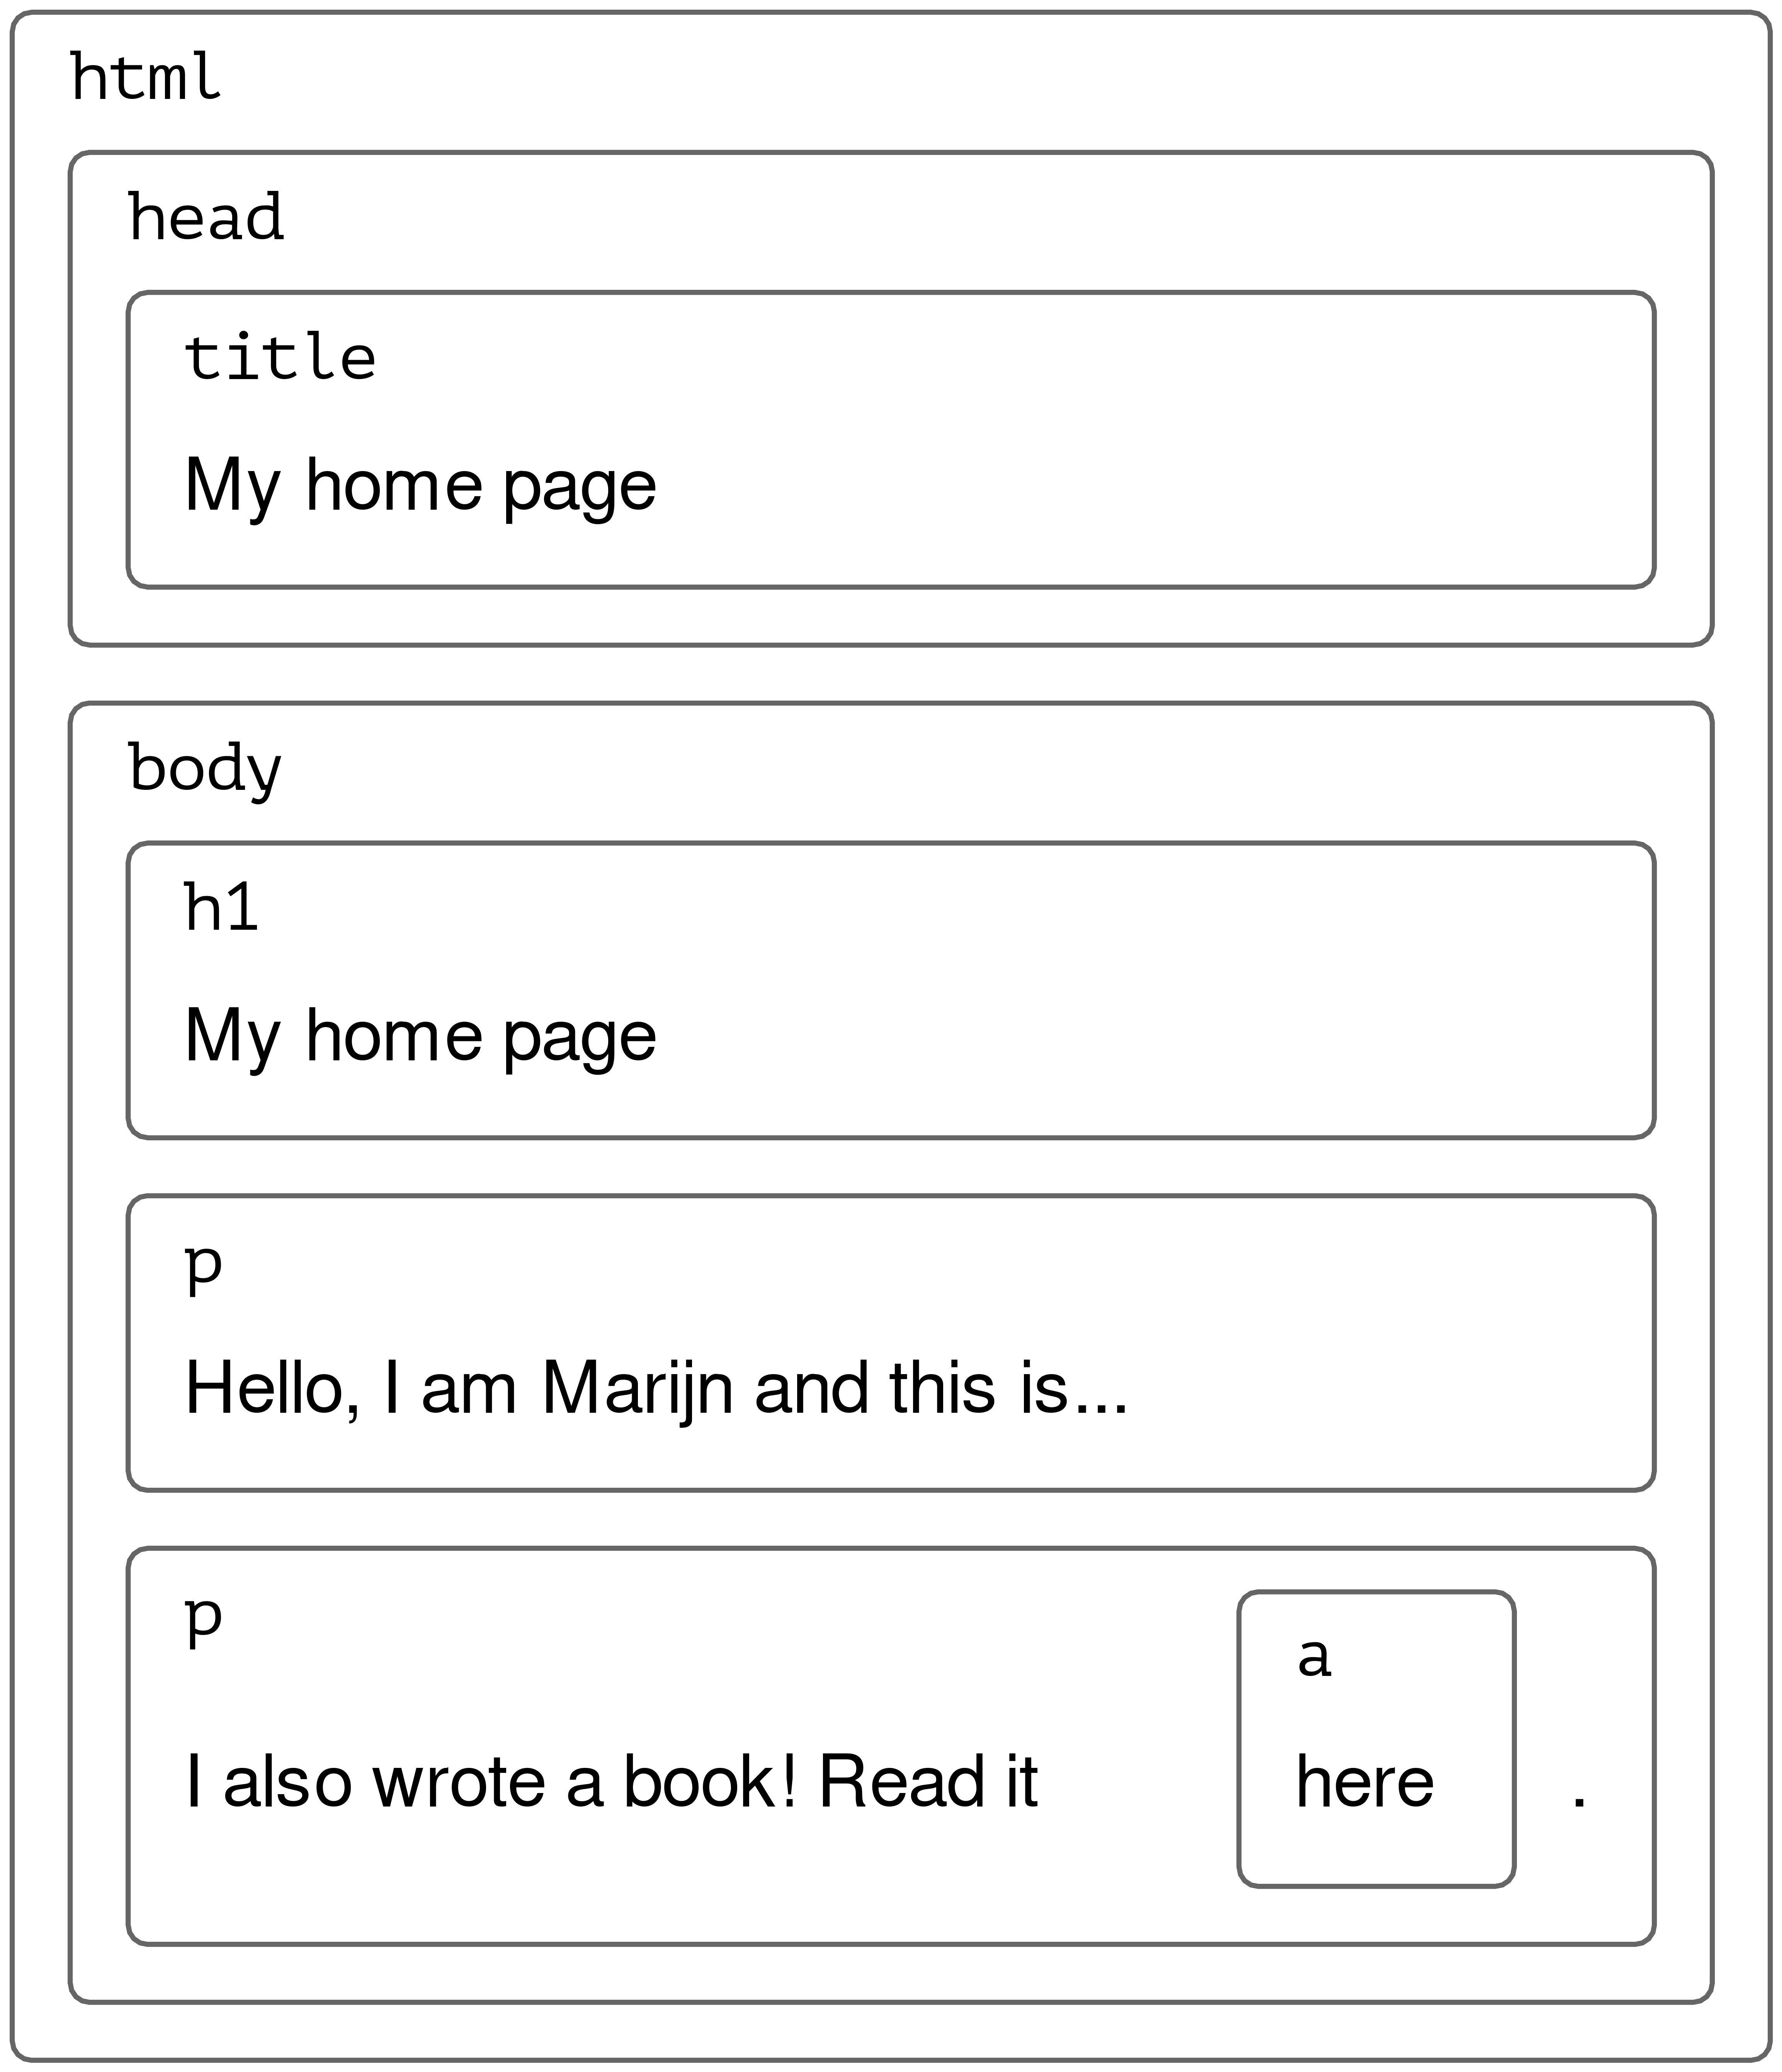 html
head
title
My home page
body
h1
My home page
p
Hello, I am Marijn and this is...
p
a
I also wrote a book! Read it here .